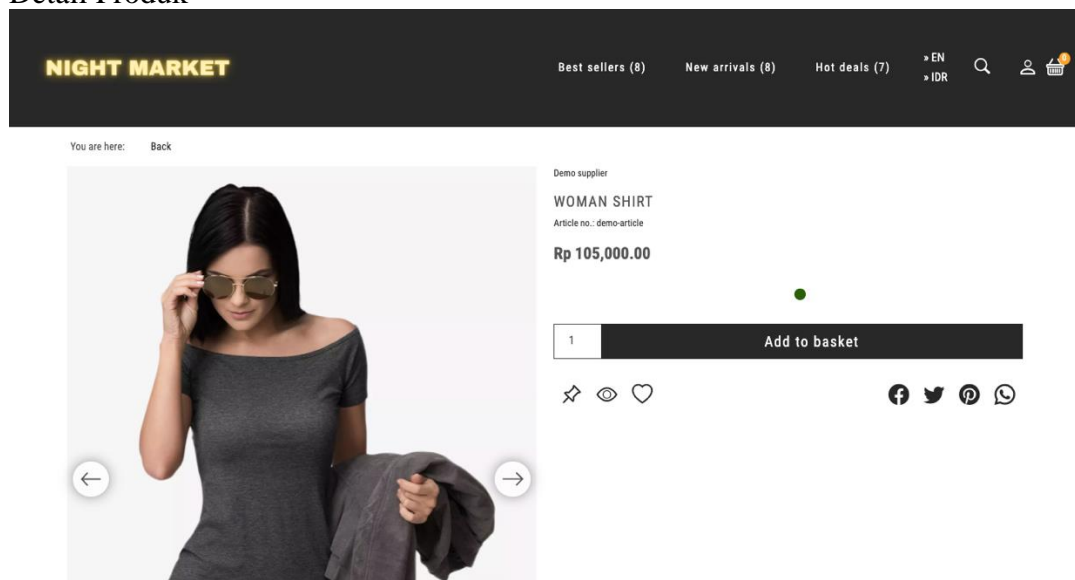 Detail Produk
NIGHT MARKET
Best sellers (8)
New arrivals (8)
Hot deals (7)
» EN
» IDR
0
You are here:
Back
Demo supplier
WOMAN SHIRT
Article no.: demo-article
Rp 105,000.00
1
Add to basket